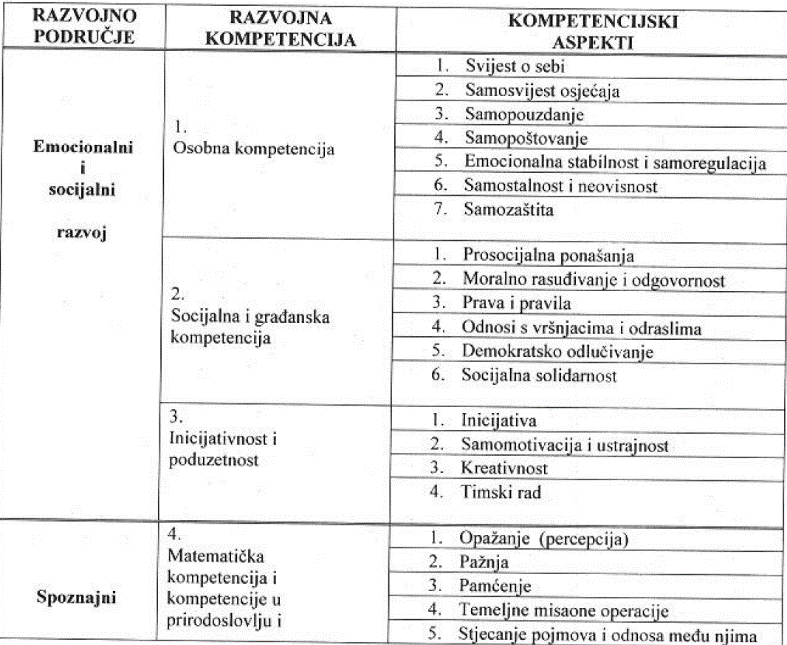 RAZVOJNO
PODRUČJE
RAZVOJNA
KOMPETENCIJA
KOMPETENCIJSKI
ASPEKTI
Emocionalni
i
socijalni
razvoj
1.
Osobna kompetencija
1. Svijest o sebi
2. Samosvijest osjećaja
3. Samopouzdanje
4. Samopoštovanje
5. Emocionalna stabilnost i samoregulacija
6. Samostalnost i neovisnost
7. Samozaštita
2.
Socijalna i građanska
kompetencija
1. Prosocijalna ponašanja
2. Moralno rasuđivanje i odgovornost
3. Prava i pravila
4. Odnosi s vršnjacima i odraslima
5. Demokratsko odlučivanje
6. Socijalna solidarnost
3.
Inicijativnost i
poduzetnost
1. Inicijativa
2. Samomotivacija i ustrajnost
3. Kreativnost
4. Timski rad
Spoznajni
4.
Matematička
kompetencija i
kompetencije u
prirodoslovlju i
1. Opažanje (percepcija)
2. Pažnja
3. Pamćenje
4. Temeljne misaone operacije
5. Stjecanje pojmova i odnosa među njima